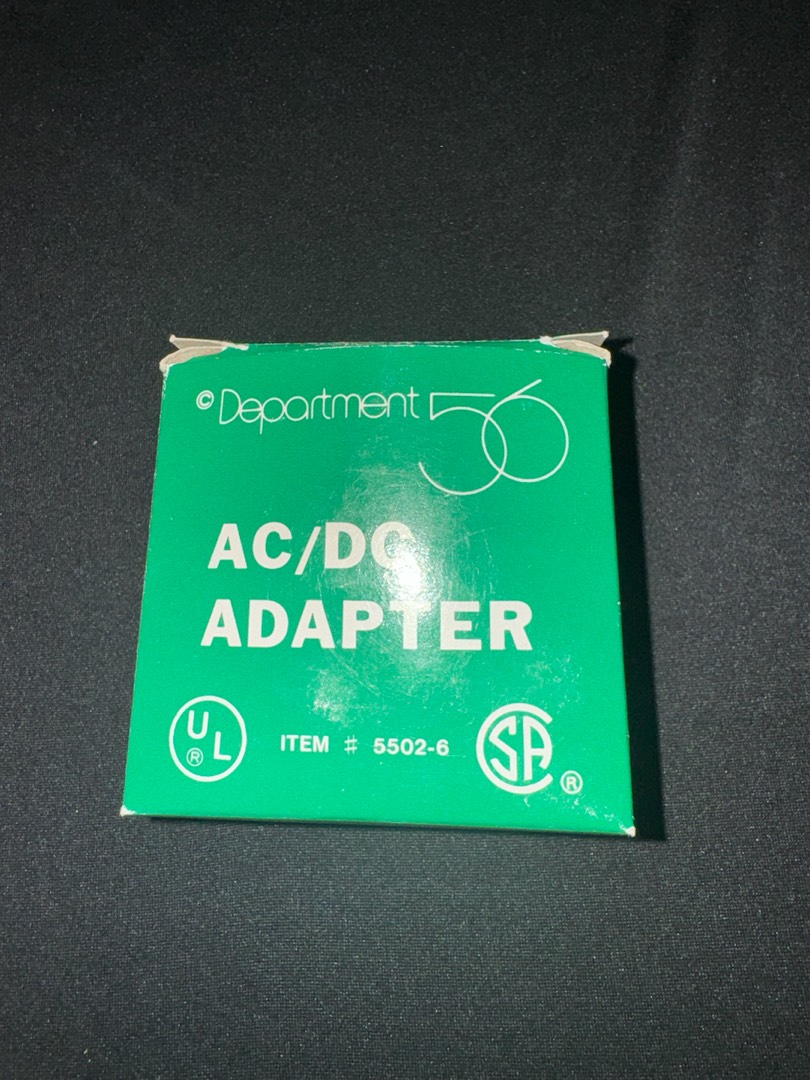 © Department 56
AC/DC
ADAPTER
UL ®
ITEM # 5502-6
SA ®